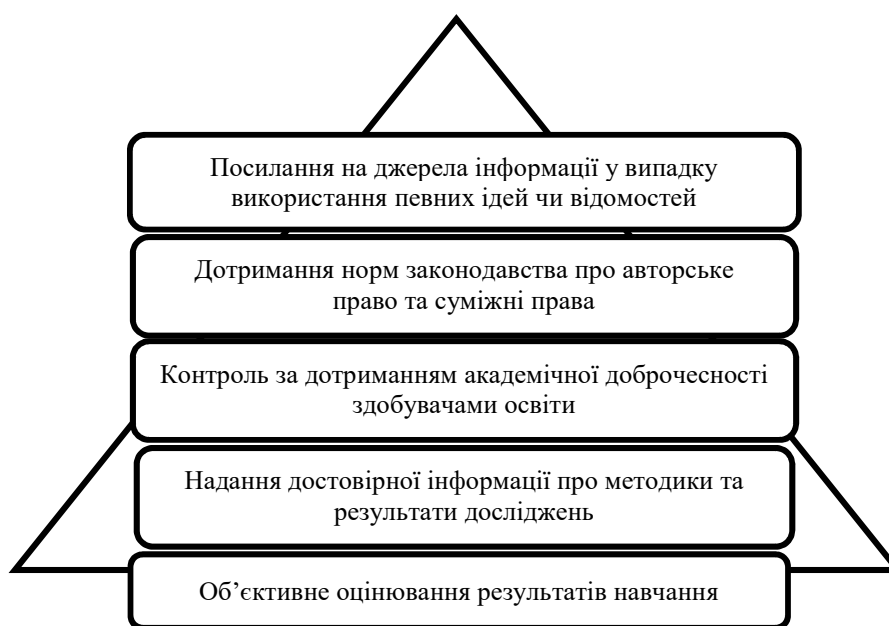 Посилання на джерела інформації у випадку
використання певних ідей чи відомостей
Дотримання норм законодавства про авторське
право та суміжні права
Контроль за дотриманням академічної доброчесності
здобувачами освіти
Надання достовірної інформації про методики та
результати досліджень
Об’єктивне оцінювання результатів навчання